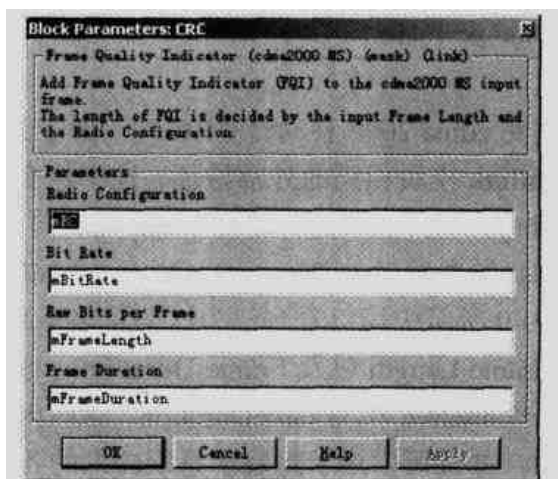 Block Parameters: CRC
Frame Quality Indicator (cdma2000 MS) (mask) (link)
Add Frame Quality Indicator (FQI) to the cdma2000 MS input
frame.
The length of FQI is decided by the input Frame Length and
the Radio Configuration.
Parameters
Radio Configuration
mRC
Bit Rate
mBitRate
Raw Bits per Frame
mFrameLength
Frame Duration
mFrameDuration
OK
Cancel
Help
Apply